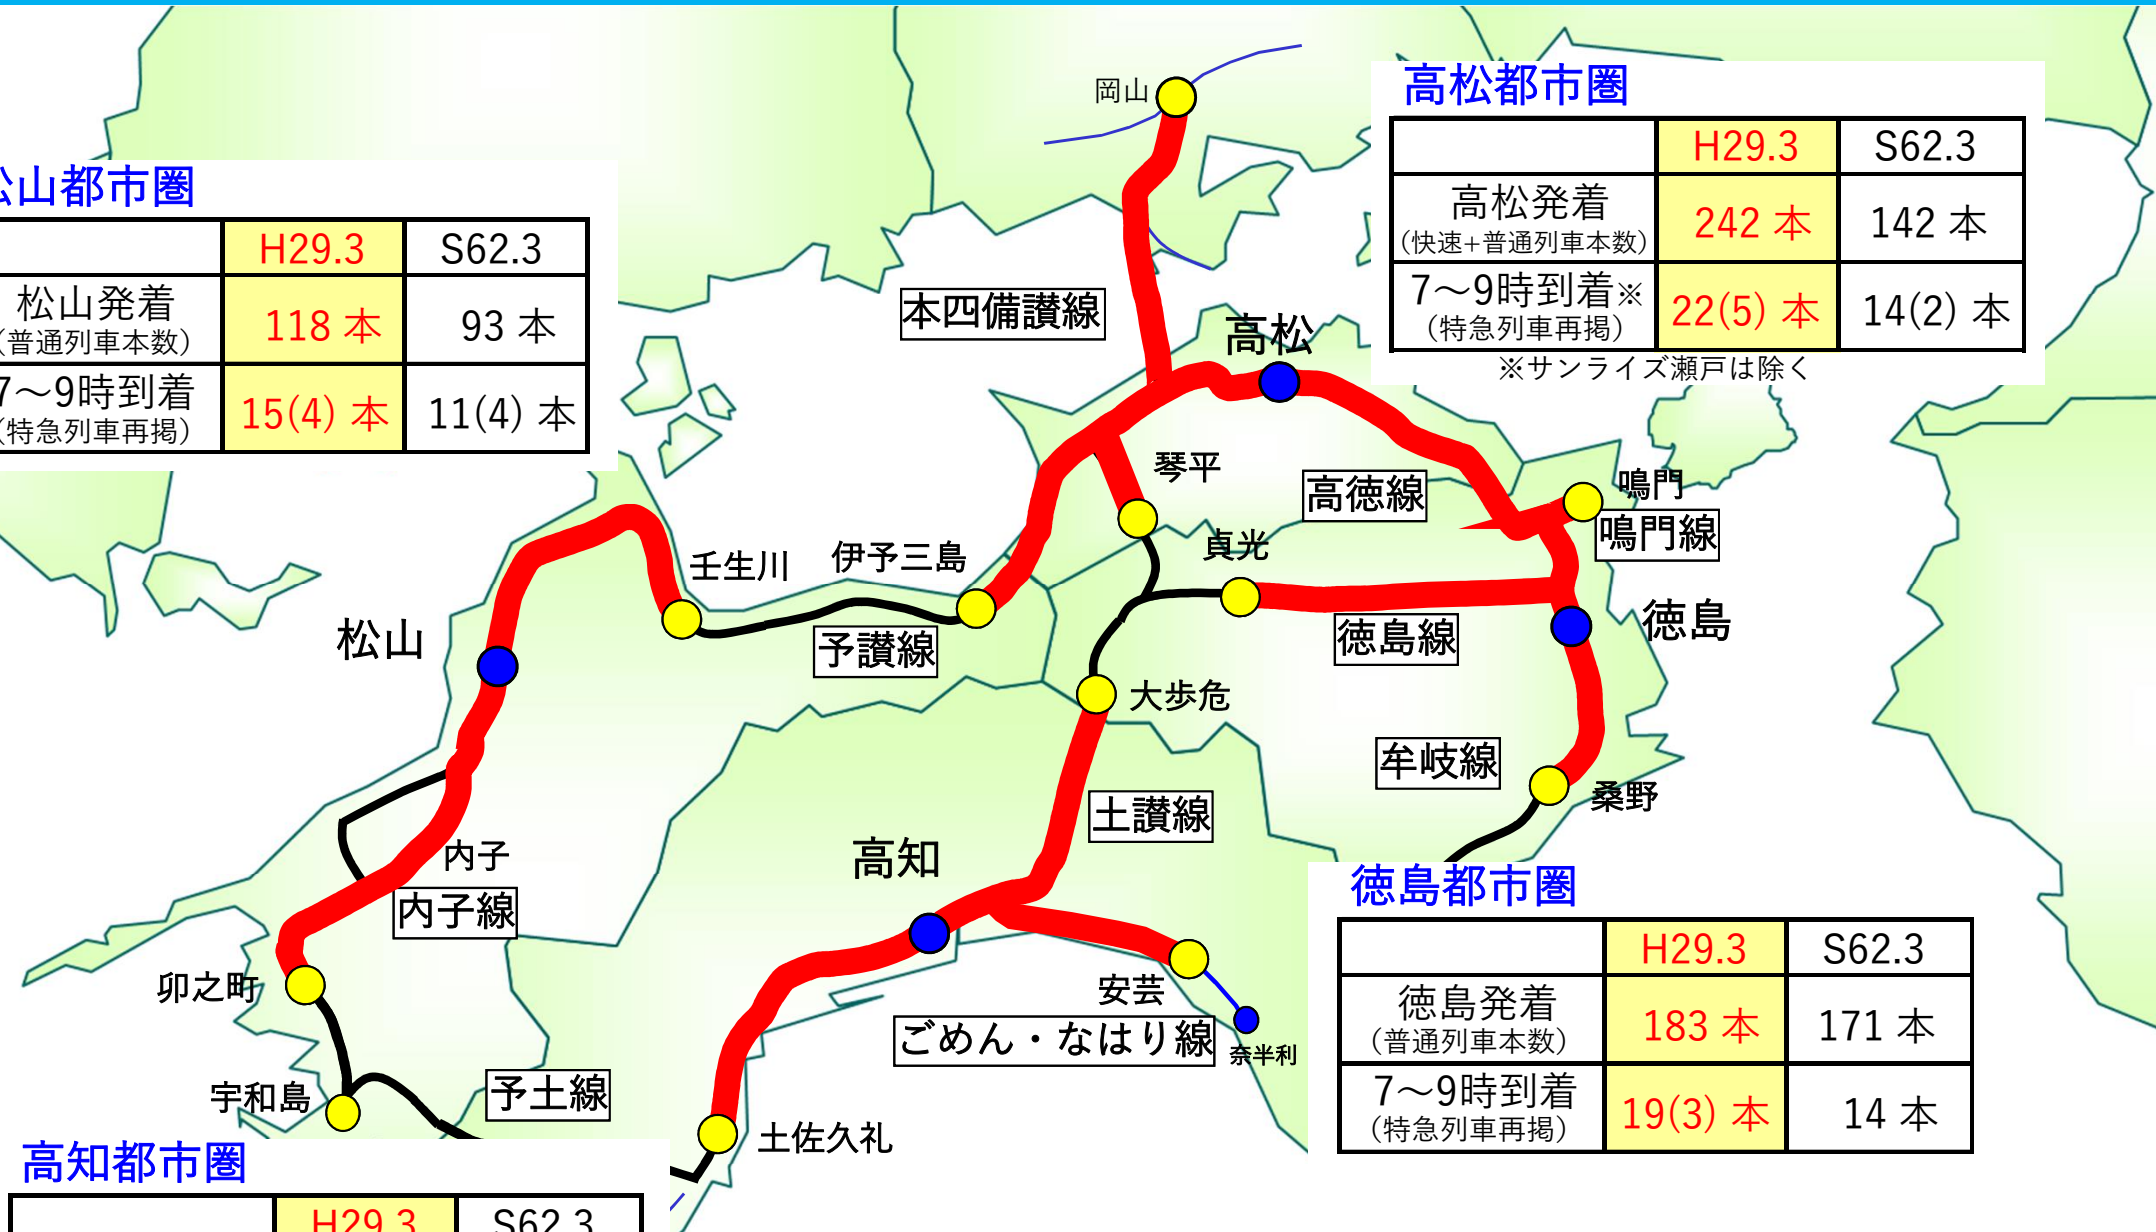 岡山
高松都市圏
H29.3 S62.3
高松発着 242 本 142 本
(快速+普通列車本数)
7～9時到着※ 22(5) 本 14(2) 本
(特急列車再掲)
※サンライズ瀬戸は除く
松山都市圏
H29.3 S62.3
松山発着 118 本 93 本
(普通列車本数)
7～9時到着 15(4) 本 11(4) 本
(特急列車再掲)
本四備讃線
高松
琴平
高徳線
鳴門
鳴門線
貞光
壬生川
伊予三島
松山
予讃線
徳島線
徳島
大歩危
牟岐線
桑野
土讃線
高知
内子
内子線
卯之町
安芸
ごめん・なはり線
奈半利
宇和島
予土線
土佐久礼
徳島都市圏
H29.3 S62.3
徳島発着 183 本 171 本
(普通列車本数)
7～9時到着 19(3) 本 14 本
(特急列車再掲)
高知都市圏
H29.3 S62.3